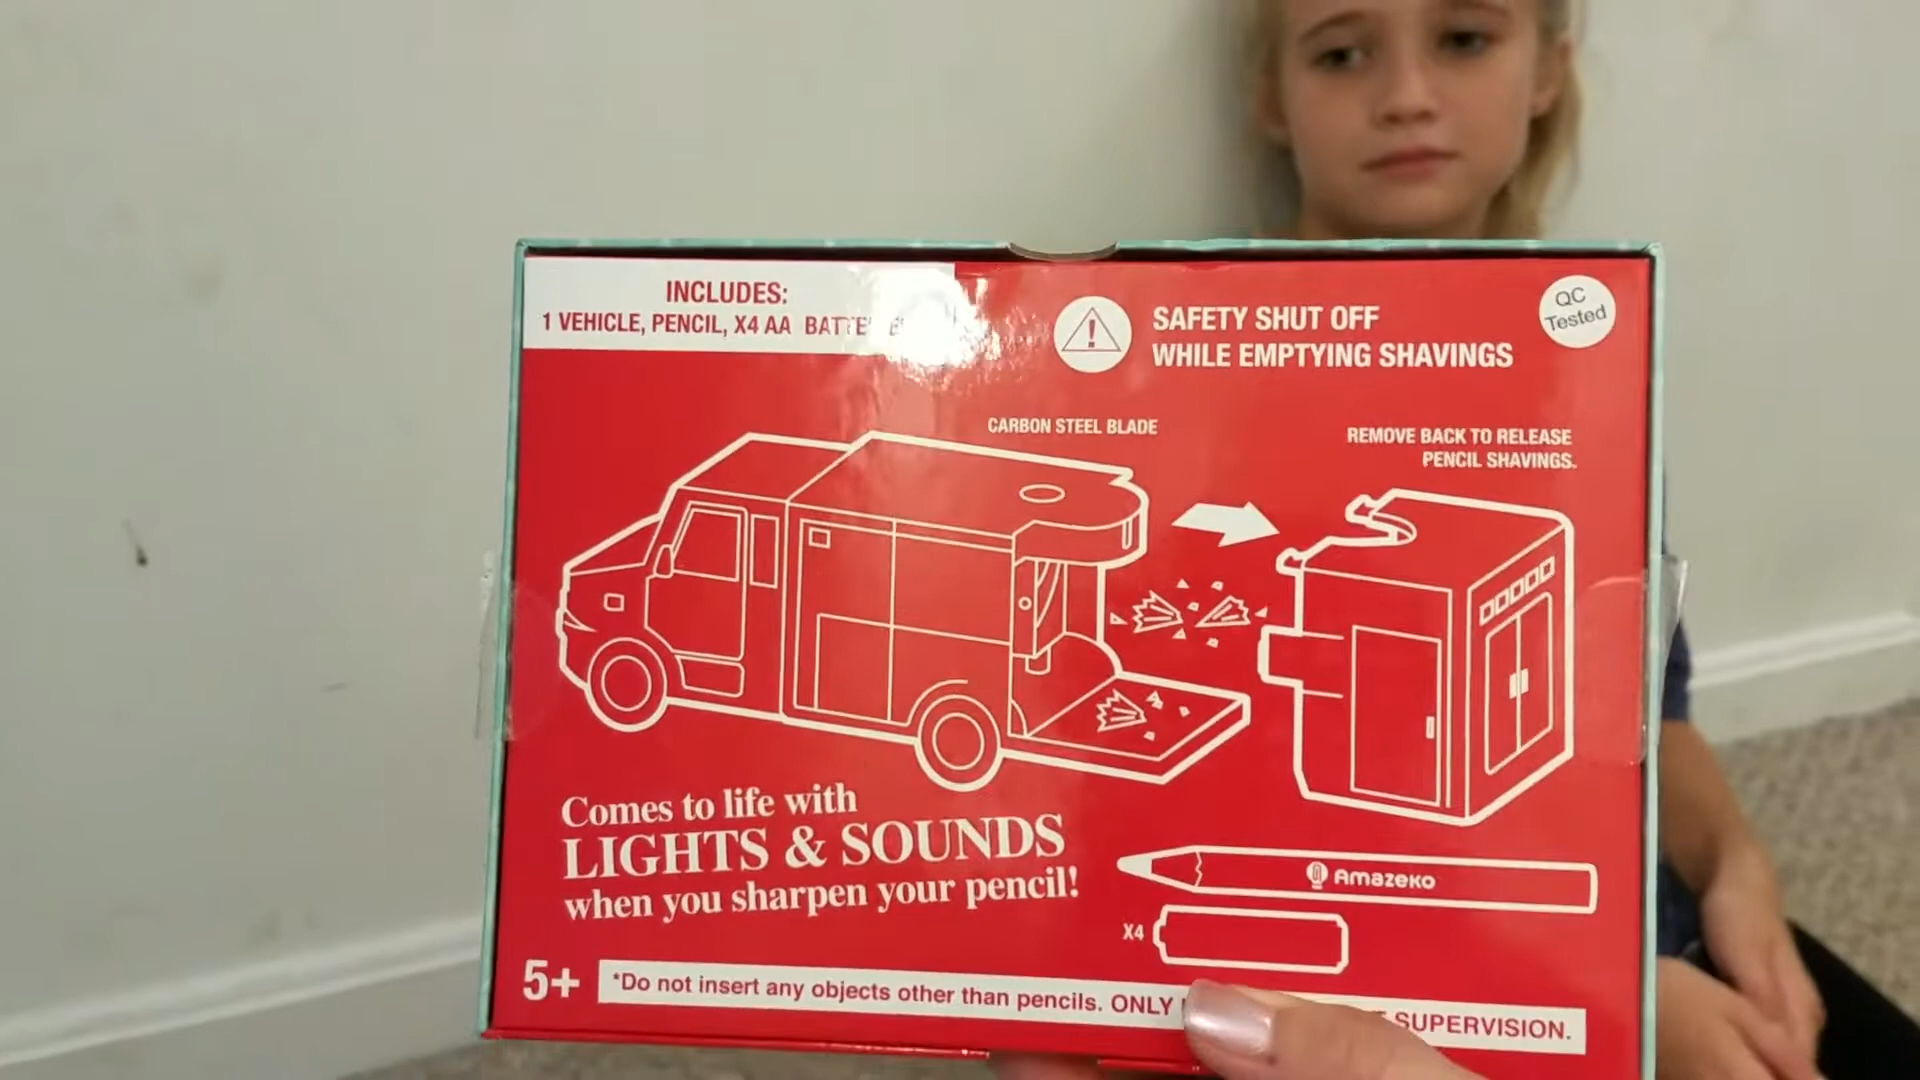 INCLUDES:
1 VEHICLE, PENCIL, X4 AA
SAFETY SHUT OFF
WHILE EMPTYING SHAVINGS
QC
Tested
CARBON STEEL BLADE
REMOVE BACK TO RELEASE
PENCIL SHAVINGS.
Comes to life with
LIGHTS & SOUNDS
when you sharpen your pencil!
Amazeko
X4
5+
*Do not insert any objects other than pencils. ONLY SUPERVISION.